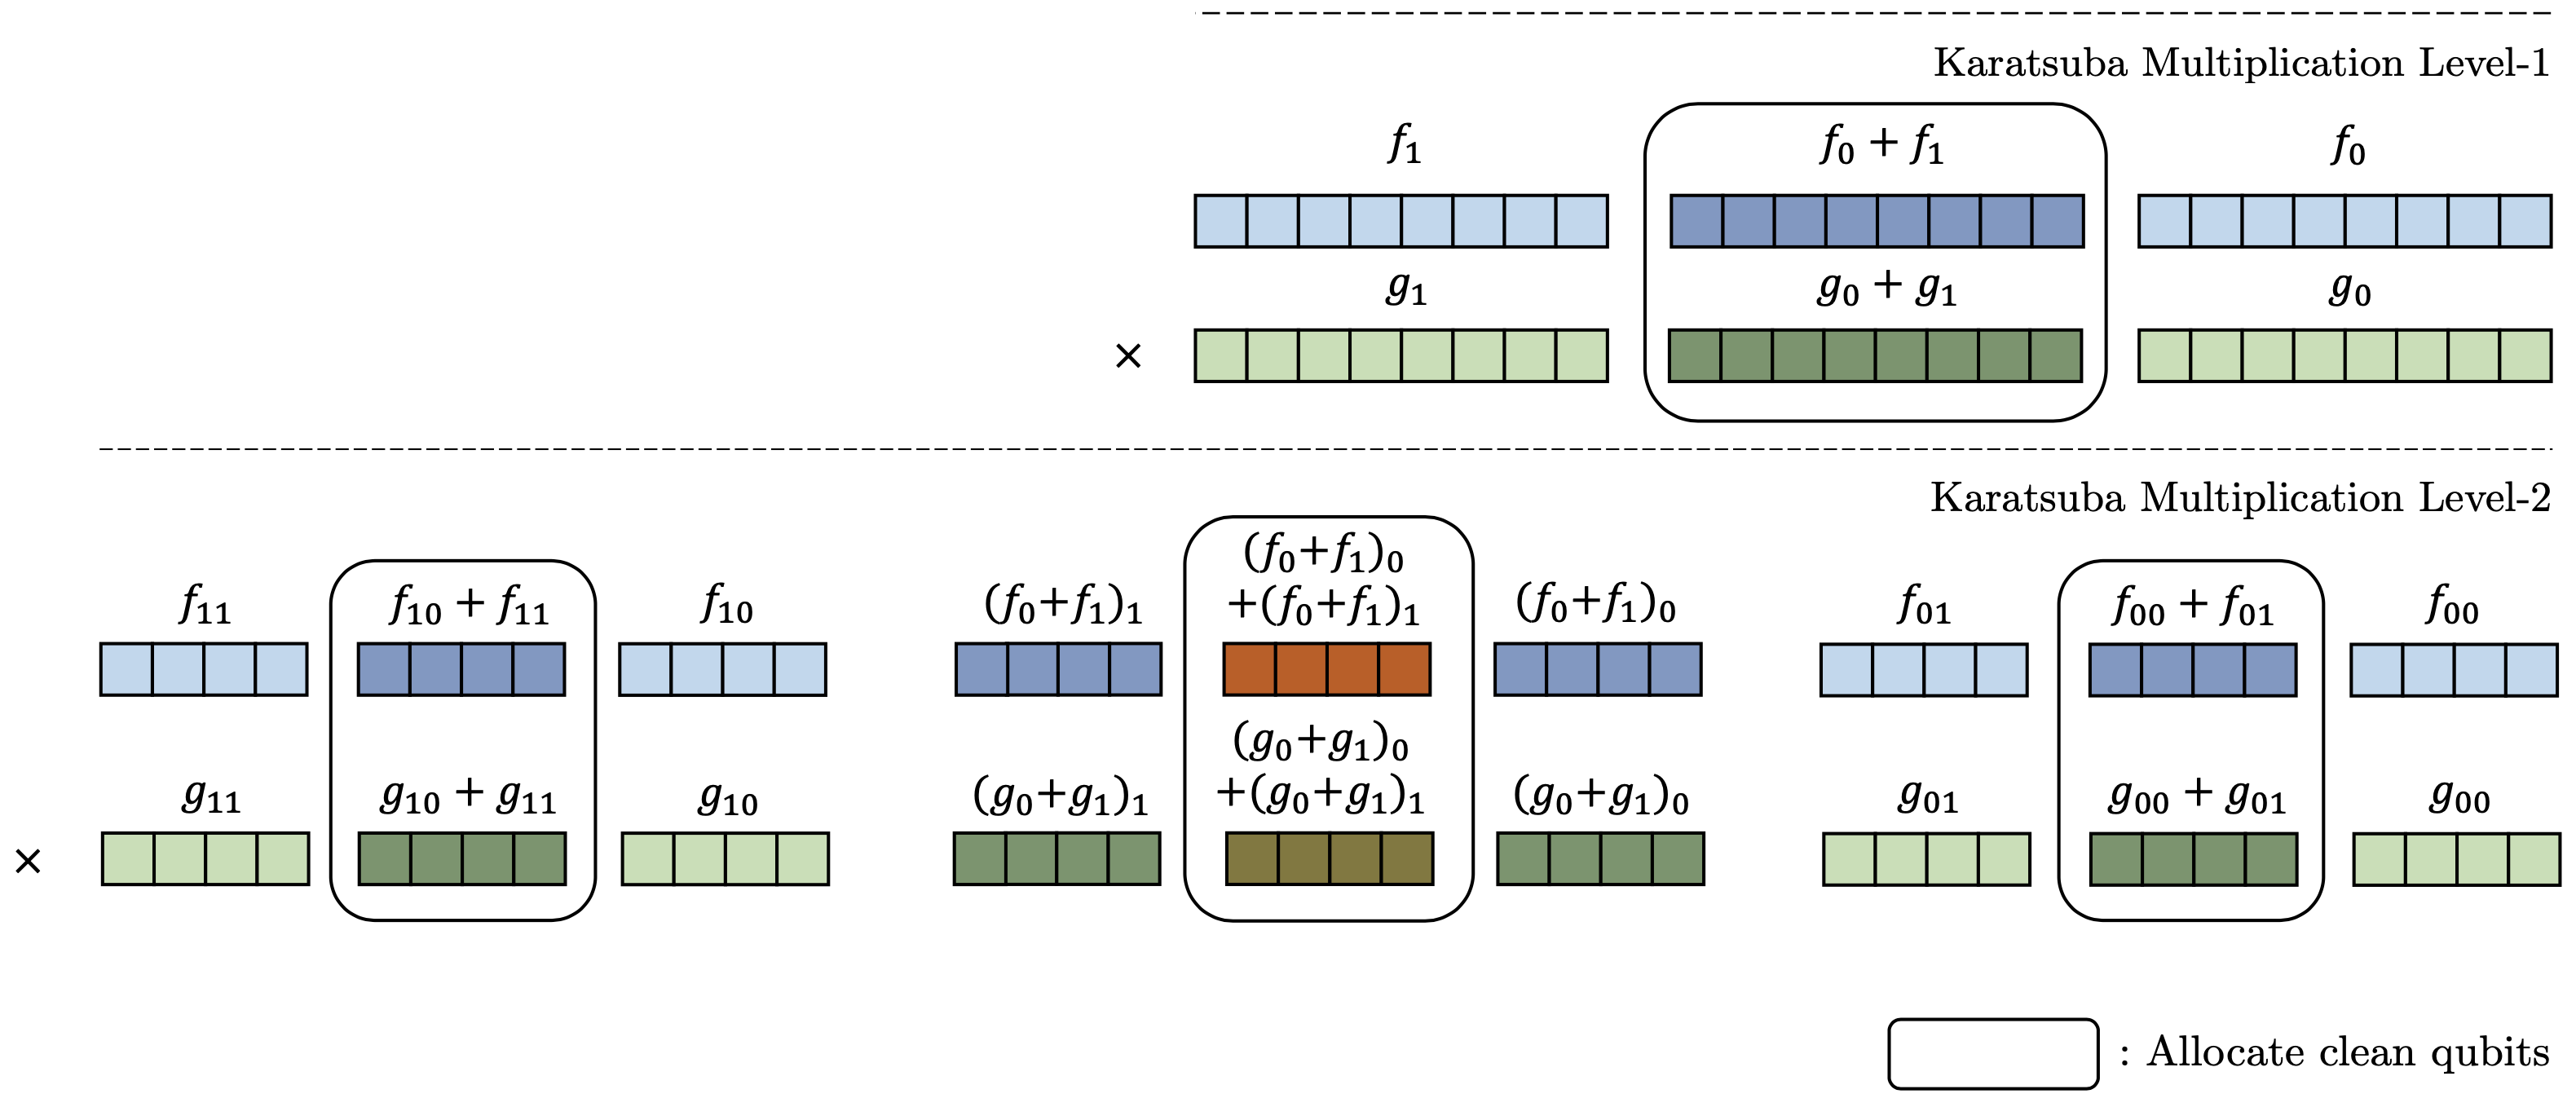 Karatsuba Multiplication Level-1
f₁ f₀ + f₁ f₀
g₁ g₀ + g₁ g₀
×
Karatsuba Multiplication Level-2
(f₀+f₁)₀
f₁₁ f₁₀ + f₁₁ f₁₀ (f₀+f₁)₁ +(f₀+f₁)₁ (f₀+f₁)₀ f₀₁ f₀₀ + f₀₁ f₀₀
(g₀+g₁)₀
g₁₁ g₁₀ + g₁₁ g₁₀ (g₀+g₁)₁ +(g₀+g₁)₁ (g₀+g₁)₀ g₀₁ g₀₀ + g₀₁ g₀₀
×
: Allocate clean qubits